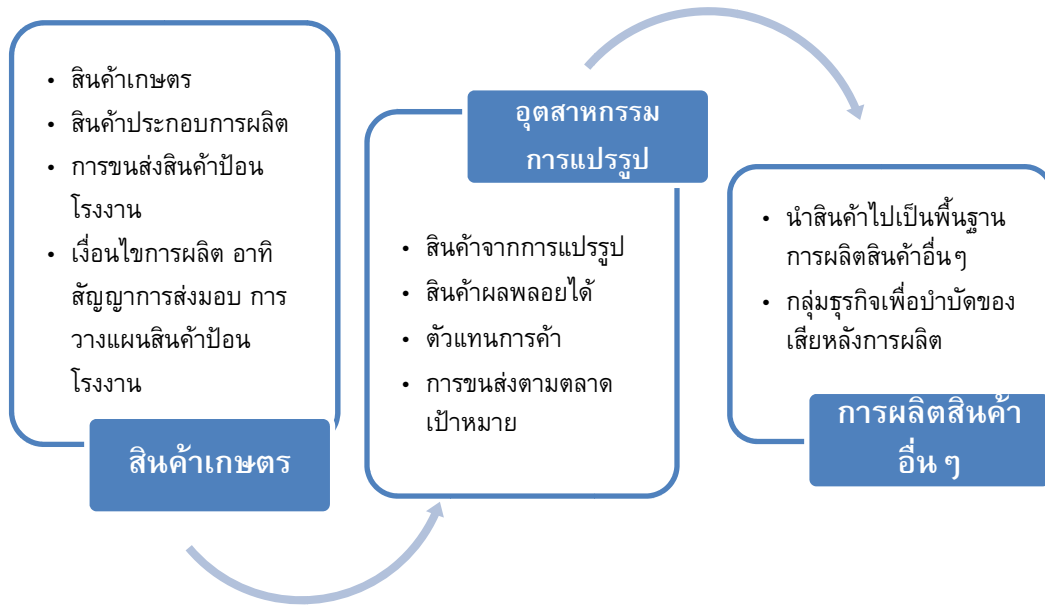 • สินค้าเกษตร
• สินค้าประกอบการผลิต
• การขนส่งสินค้าป้อน
โรงงาน
• เงื่อนไขการผลิต อาทิ
สัญญาการส่งมอบ การ
วางแผนสินค้าป้อน
โรงงาน
สินค้าเกษตร
อุตสาหกรรม
การแปรรูป
• สินค้าจากการแปรรูป
• สินค้าผลพลอยได้
• ตัวแทนการค้า
• การขนส่งตามตลาด
เป้าหมาย
• นำสินค้าไปเป็นพื้นฐาน
การผลิตสินค้าอื่นๆ
• กลุ่มธุรกิจเพื่อบำบัดของ
เสียหลังการผลิต
การผลิตสินค้า
อื่นๆ